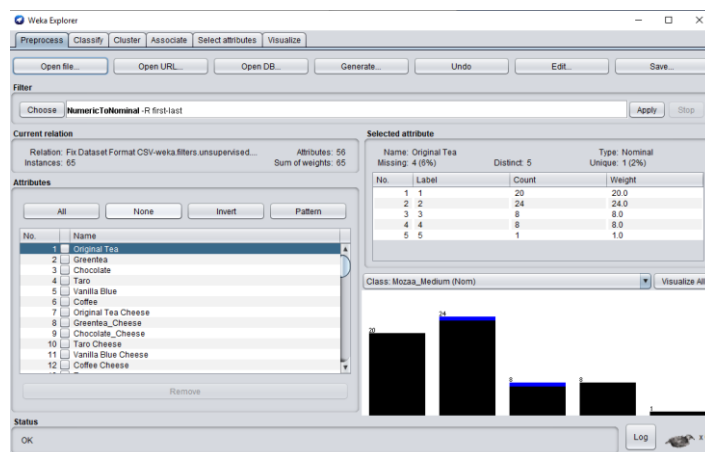 Weka Explorer
Preprocess Classify Cluster Associate Select attributes Visualize
Open file... Open URL... Open DB... Generate... Undo Edit... Save...
Filter
Choose NumericToNominal -R first-last Apply Stop
Current relation
Relation: Fix Dataset Format CSV-weka.filters.unsupervised.... Attributes: 56
Instances: 65 Sum of weights: 65
Attributes
All None Invert Pattern
No. Name
1 Original Tea
2 Greentea
3 Chocolate
4 Taro
5 Vanilla Blue
6 Coffee
7 Original Tea Cheese
8 Greentea_Cheese
9 Chocolate_Cheese
10 Taro Cheese
11 Vanilla Blue Cheese
12 Coffee Cheese
Remove
Selected attribute
Name: Original Tea Type: Nominal
Missing: 4 (6%) Distinct: 5 Unique: 1 (2%)
No. Label Count Weight
1 1 20 20.0
2 2 24 24.0
3 3 8 8.0
4 4 8 8.0
5 5 1 1.0
Class: Mozaa_Medium (Nom) Visualize All
20 24 8 8 1
Status
OK
Log x